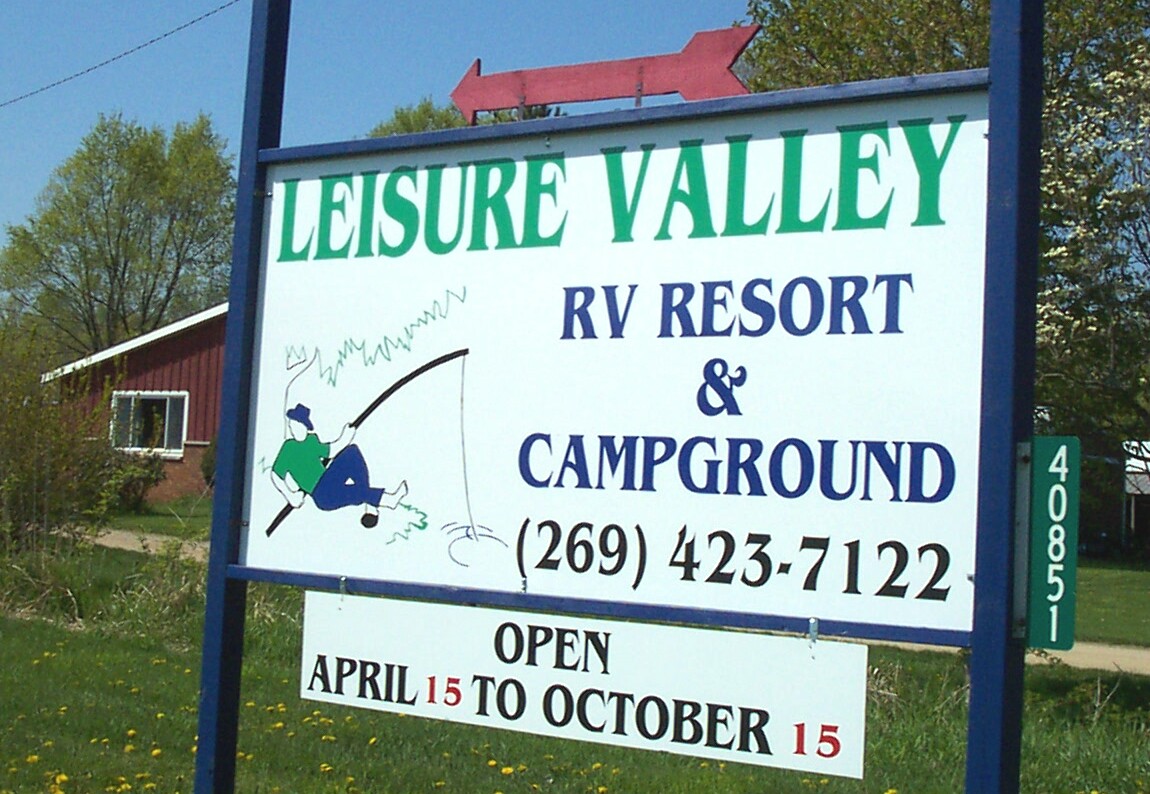 LEISURE VALLEY
RV RESORT
&
CAMPGROUND
(269) 423-7122
40851
OPEN
APRIL 15 TO OCTOBER 15